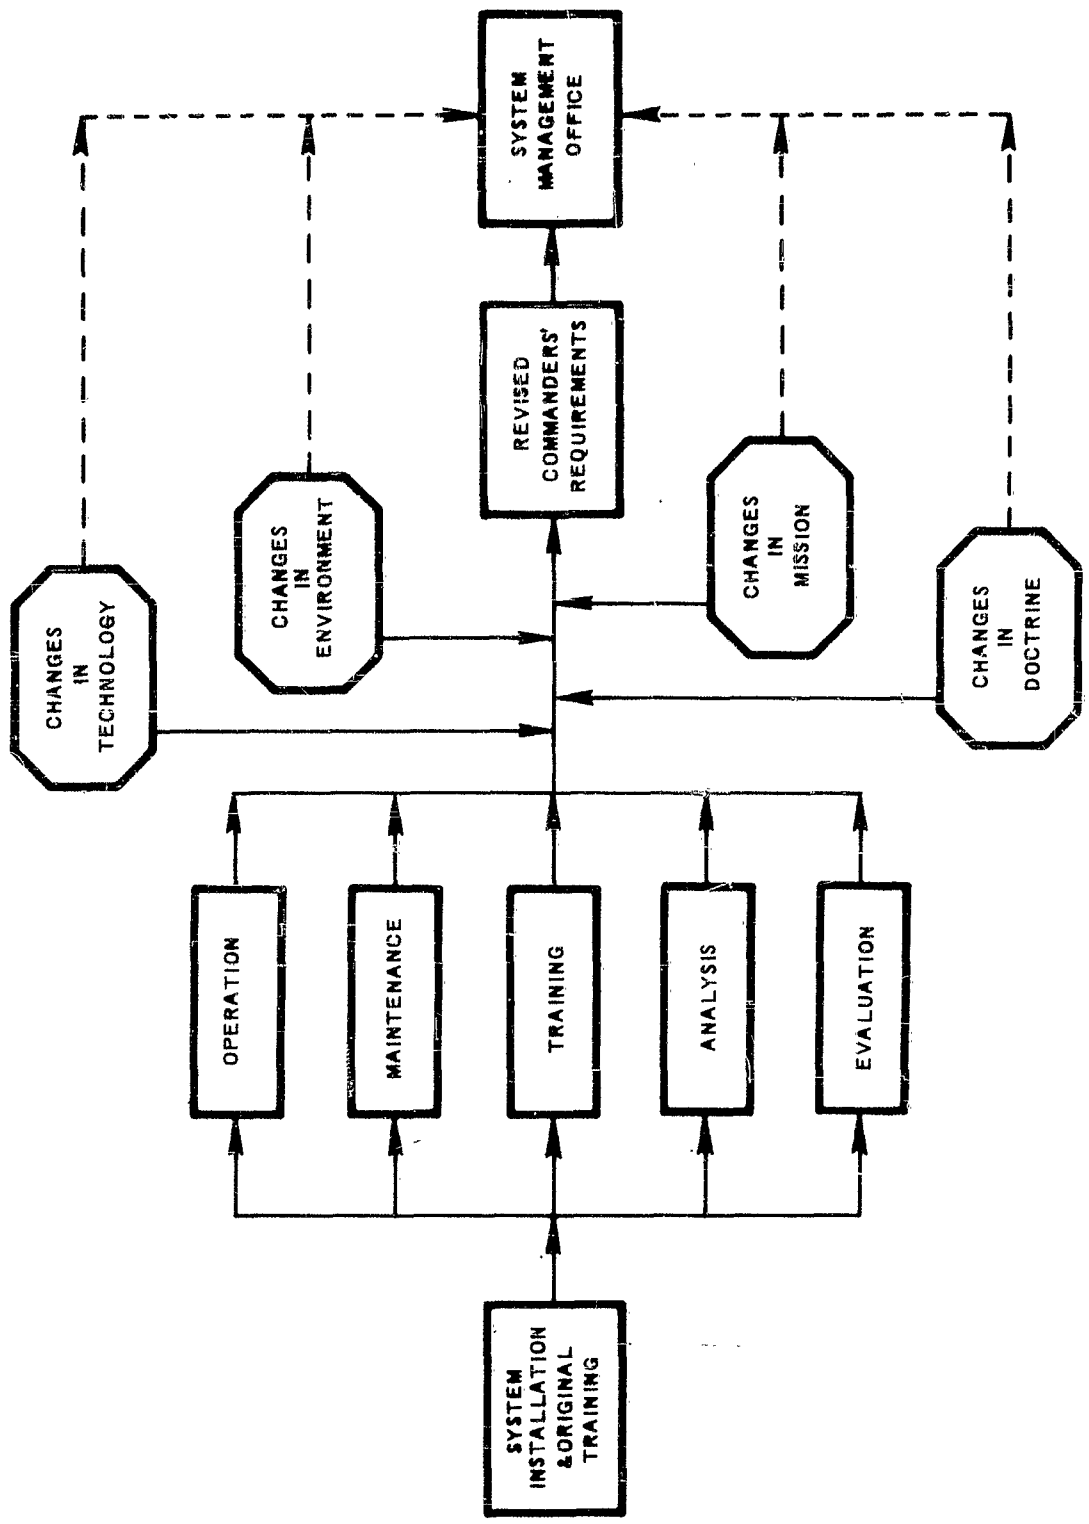 SYSTEM
INSTALLATION
&ORIGINAL
TRAINING
OPERATION
MAINTENANCE
TRAINING
ANALYSIS
EVALUATION
CHANGES
IN
TECHNOLOGY
CHANGES
IN
ENVIRONMENT
CHANGES
IN
MISSION
CHANGES
IN
DOCTRINE
REVISED
COMMANDERS'
REQUIREMENTS
SYSTEM
MANAGEMENT
OFFICE